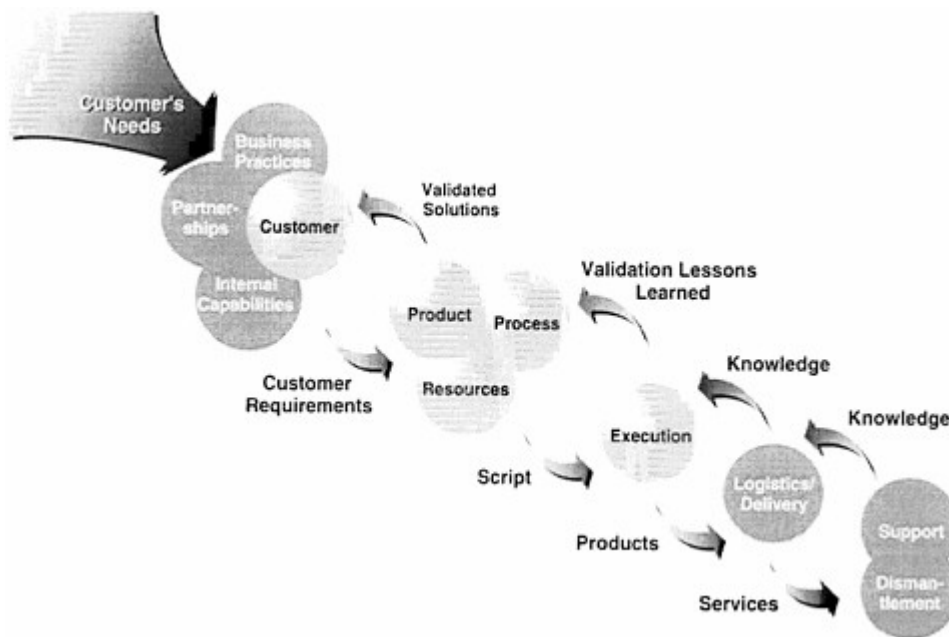 Customer's
Needs
Business
Practices
Partner-
ships
Customer
Internal
Capabilities
Validated
Solutions
Customer
Requirements
Product
Process
Resources
Validation Lessons
Learned
Script
Execution
Knowledge
Products
Logistics/
Delivery
Knowledge
Services
Support
Disman-
tlement